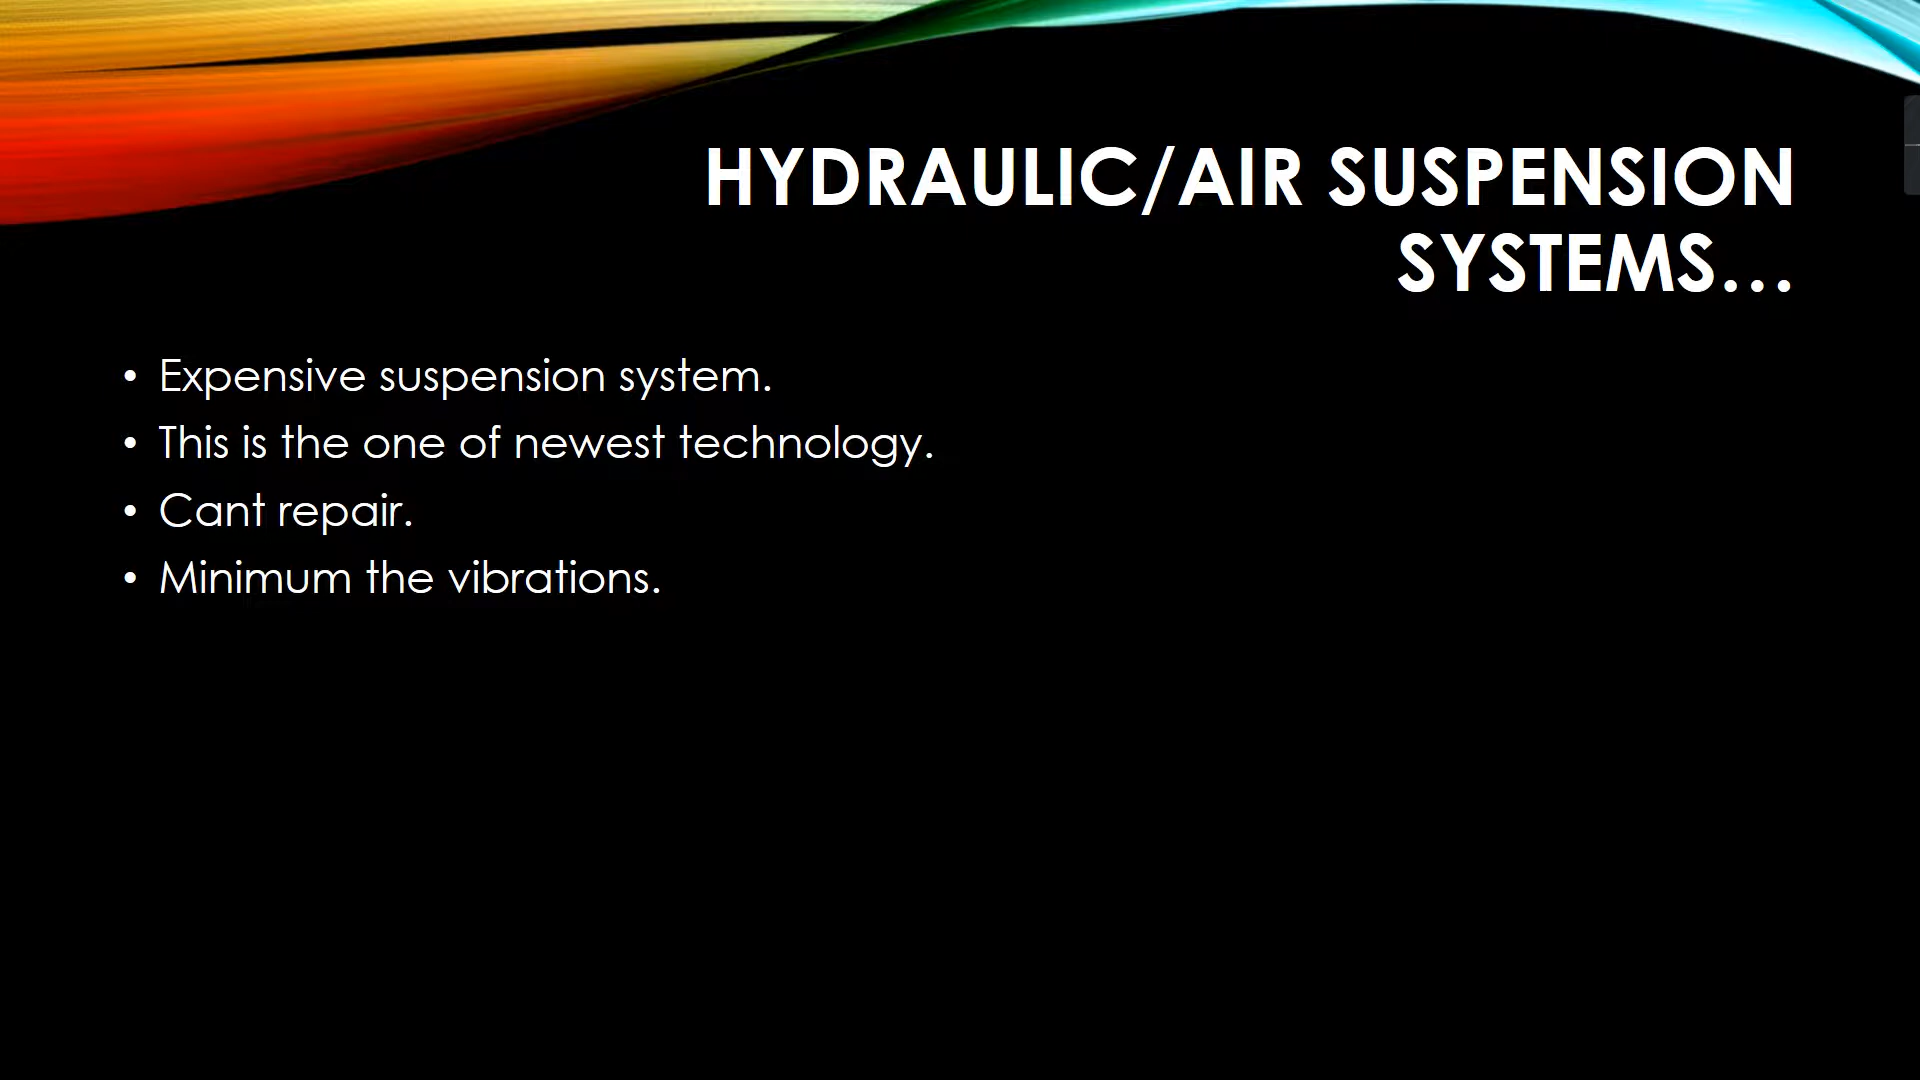 HYDRAULIC/AIR SUSPENSION
SYSTEMS...
• Expensive suspension system.
• This is the one of newest technology.
• Cant repair.
• Minimum the vibrations.